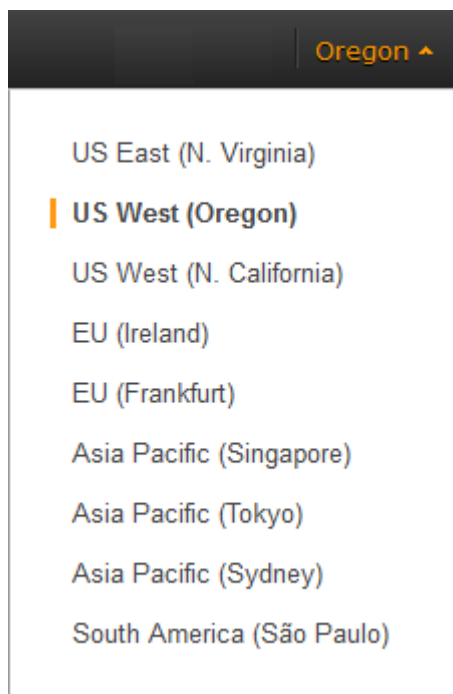 Oregon
US East (N. Virginia)
US West (Oregon)
US West (N. California)
EU (Ireland)
EU (Frankfurt)
Asia Pacific (Singapore)
Asia Pacific (Tokyo)
Asia Pacific (Sydney)
South America (São Paulo)